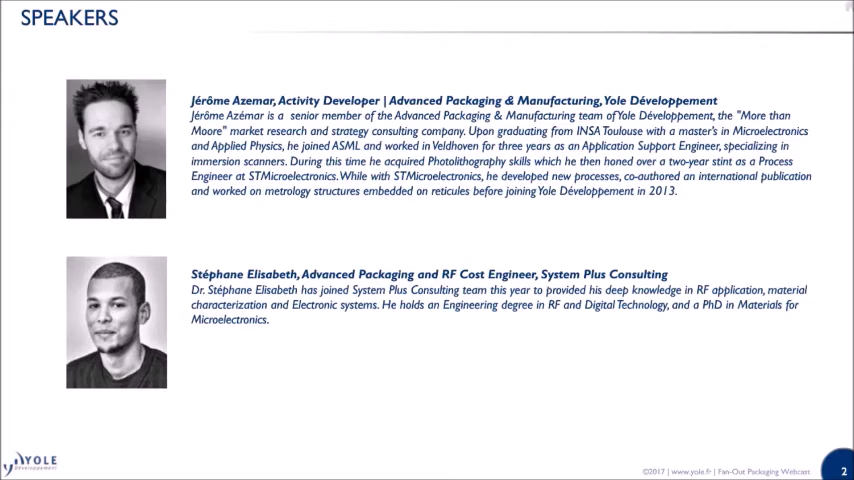 SPEAKERS
Jérôme Azemar, Activity Developer | Advanced Packaging & Manufacturing, Yole Développement
Jérôme Azémar is a senior member of the Advanced Packaging & Manufacturing team of Yole Développement, the "More than
Moore" market research and strategy consulting company. Upon graduating from INSA Toulouse with a master's in Microelectronics
and Applied Physics, he joined ASML and worked in Veldhoven for three years as an Application Support Engineer, specializing in
immersion scanners. During this time he acquired Photolithography skills which he then honed over a two-year stint as a Process
Engineer at STMicroelectronics. While with STMicroelectronics, he developed new processes, co-authored an international publication
and worked on metrology structures embedded on reticules before joining Yole Développement in 2013.
Stéphane Elisabeth, Advanced Packaging and RF Cost Engineer, System Plus Consulting
Dr. Stéphane Elisabeth has joined System Plus Consulting team this year to provided his deep knowledge in RF application, material
characterization and Electronic systems. He holds an Engineering degree in RF and Digital Technology, and a PhD in Materials for
Microelectronics.
YOLE
Développement
©2017 | www.yole.fr | Fan-Out Packaging Webcast
2